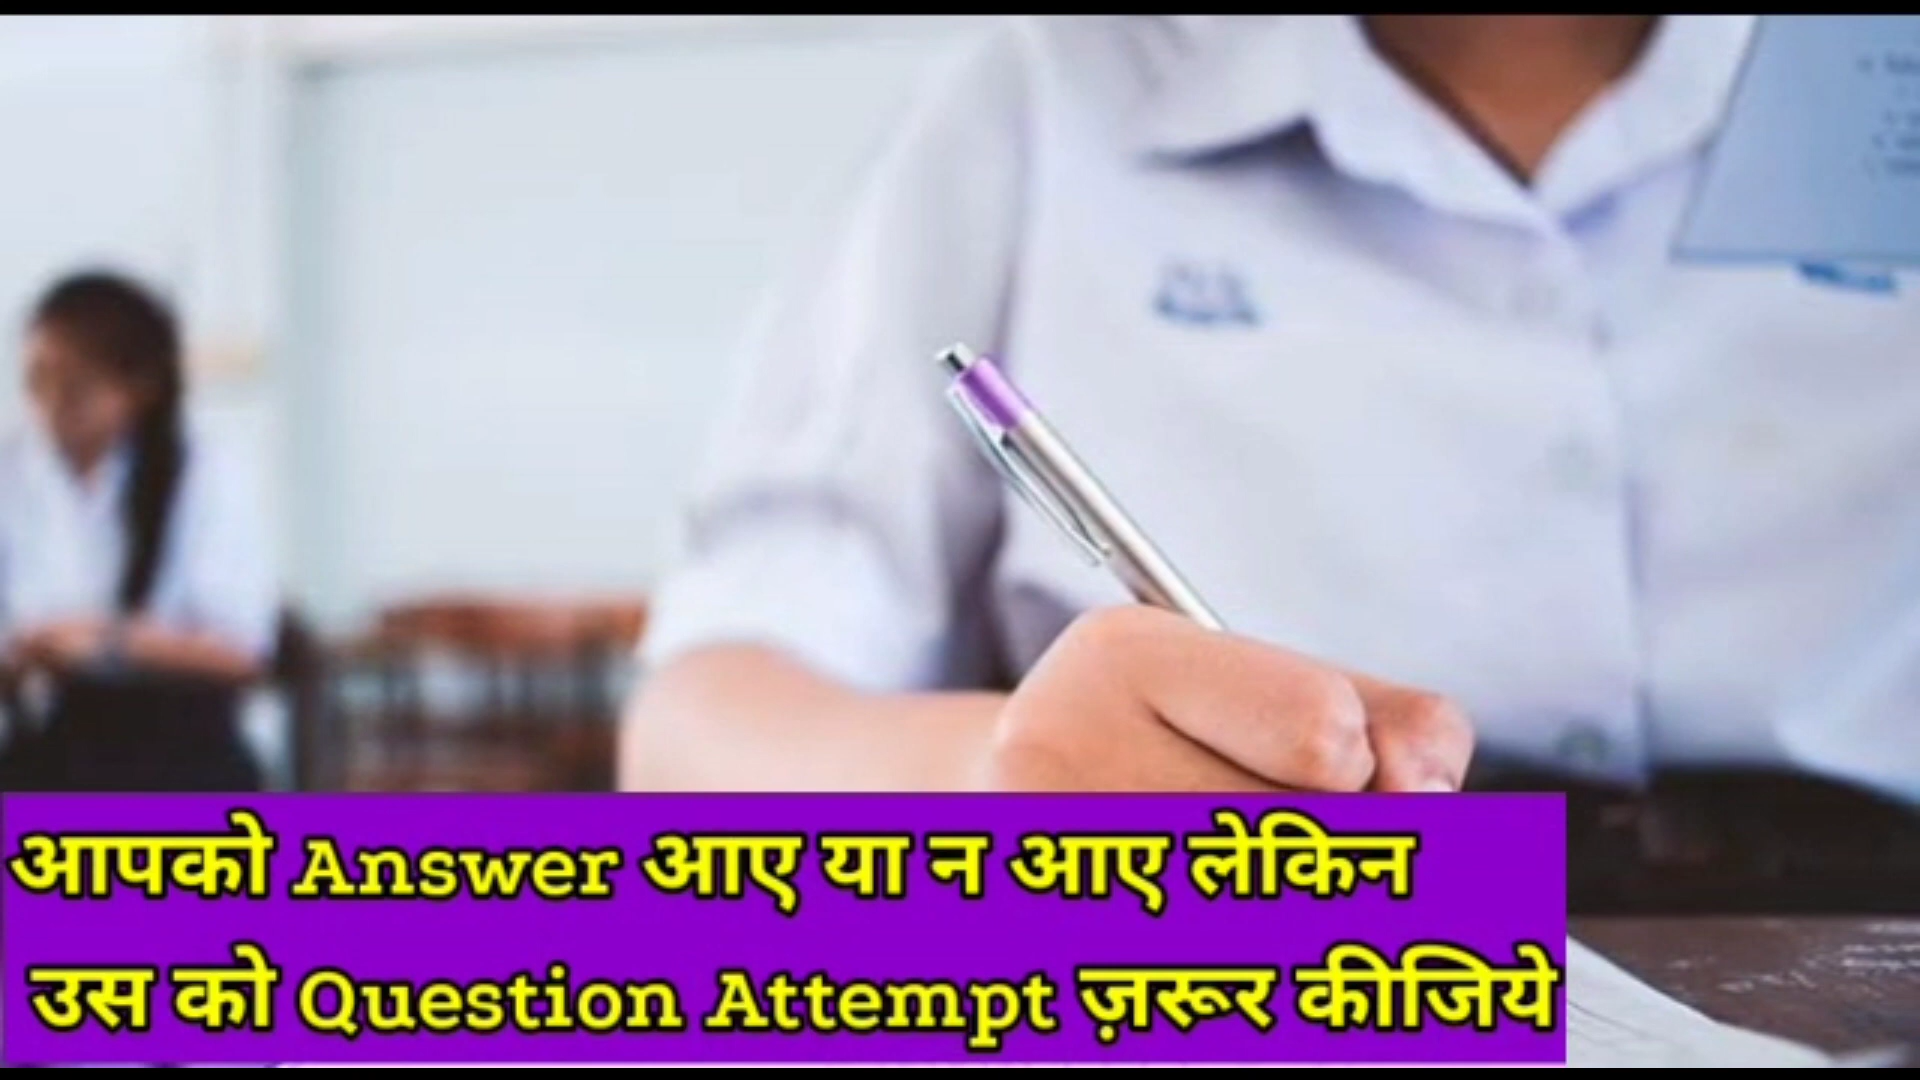 आपको Answer आए या न आए लेकिन
उस को Question Attempt ज़रूर कीजिये